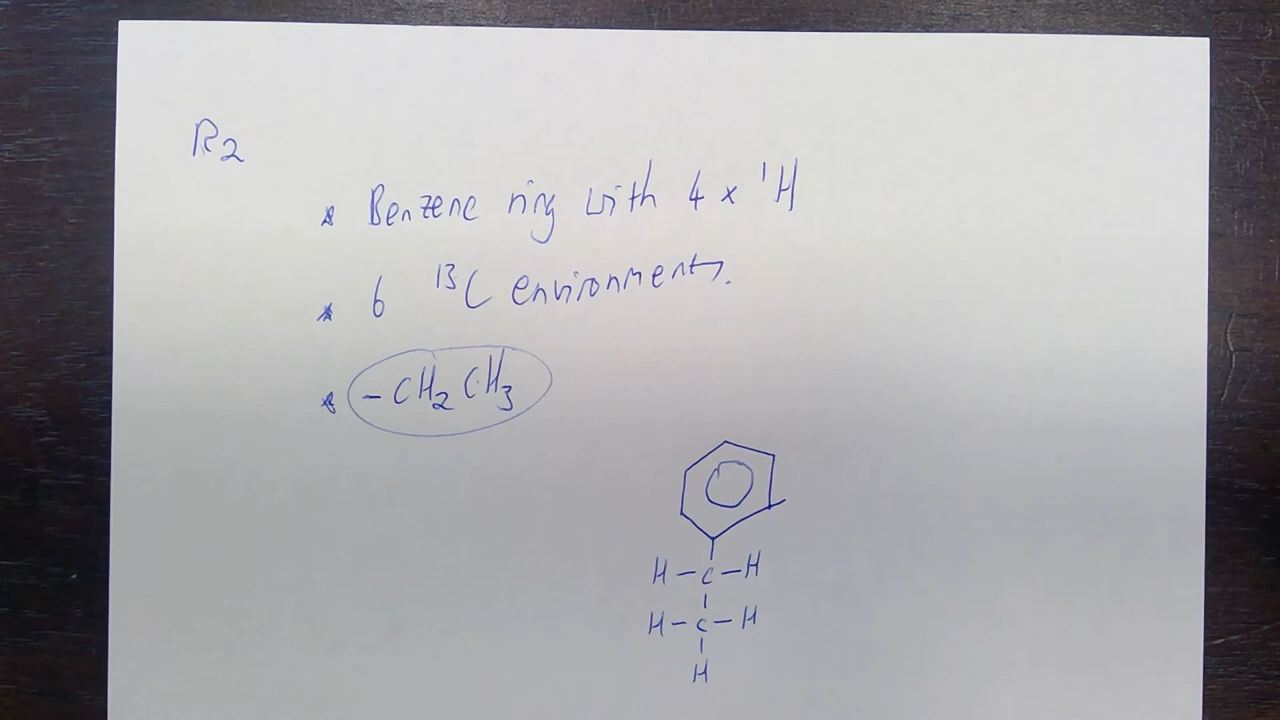 R2
* Benzene ring with 4 x ¹H
* 6 ¹³C environments.
* -CH₂CH₃
H-C-H
H-C-H
H